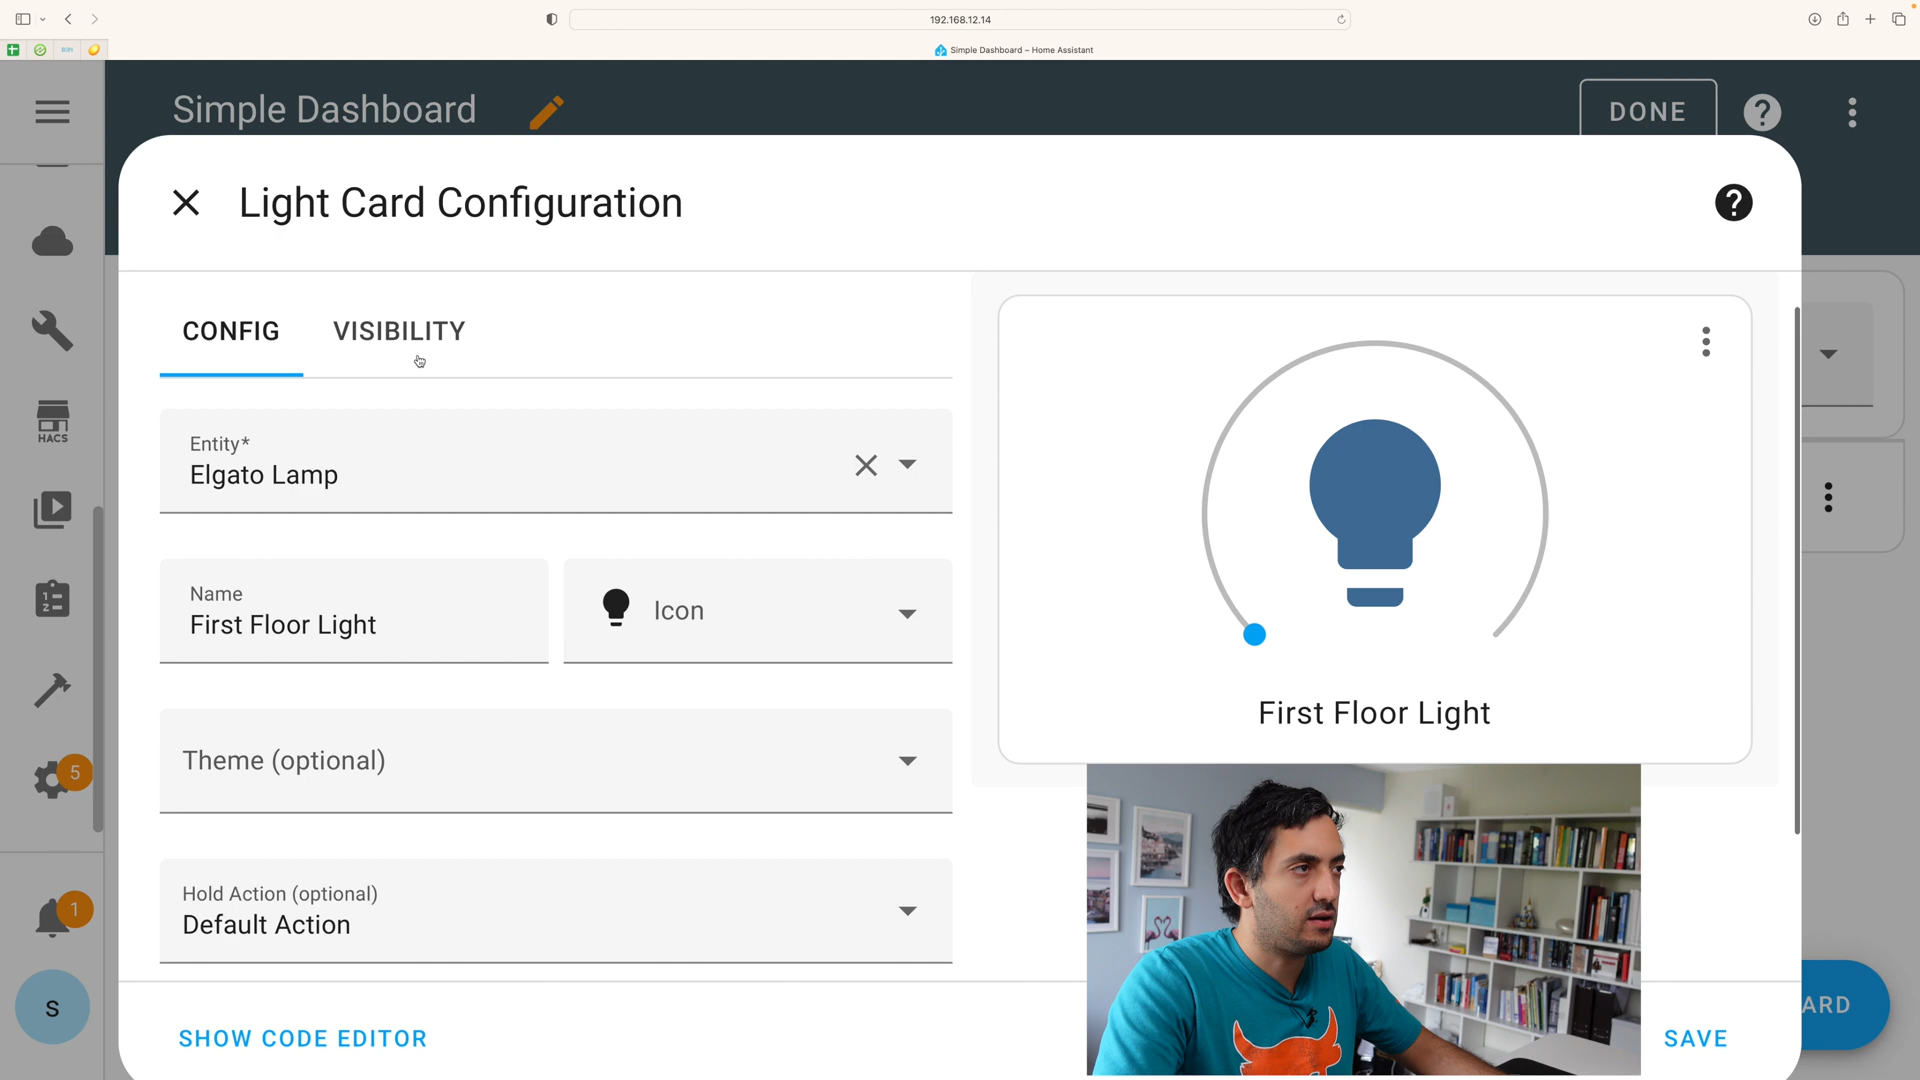 192.168.12.14
Simple Dashboard – Home Assistant
Simple Dashboard
DONE
Light Card Configuration
CONFIG
VISIBILITY
Entity*
Elgato Lamp
Name
First Floor Light
Icon
Theme (optional)
Hold Action (optional)
Default Action
First Floor Light
HACS
5
1
S
SHOW CODE EDITOR
SAVE
ARD